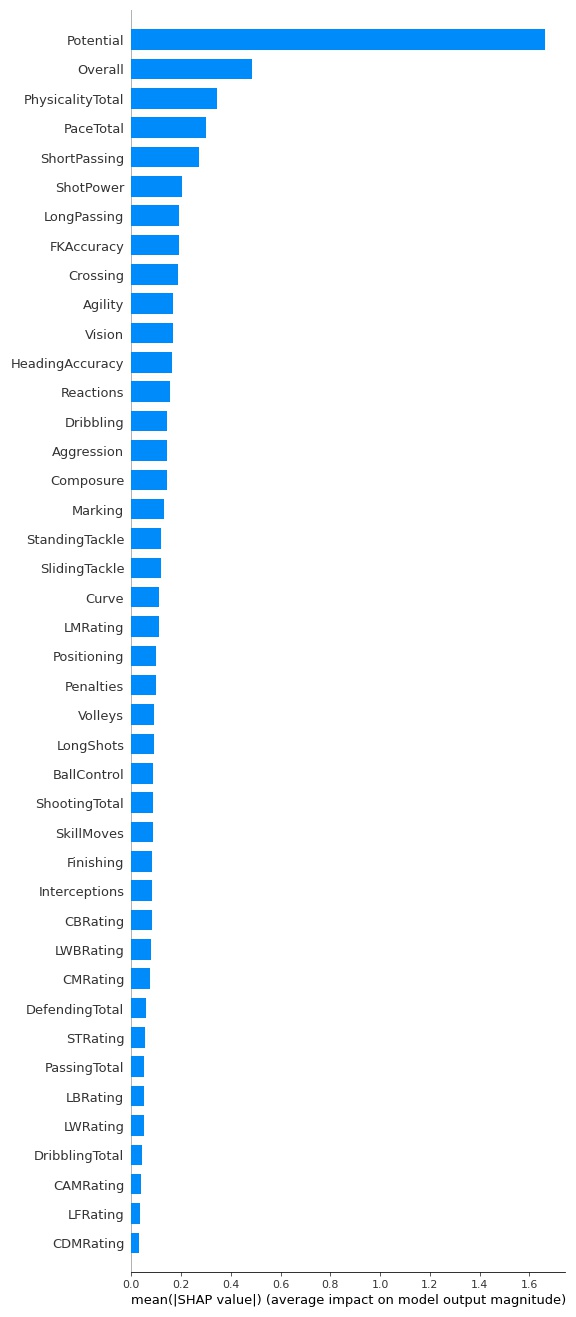 Potential
Overall
PhysicalityTotal
PaceTotal
ShortPassing
ShotPower
LongPassing
FKAccuracy
Crossing
Agility
Vision
HeadingAccuracy
Reactions
Dribbling
Aggression
Composure
Marking
StandingTackle
SlidingTackle
Curve
LMRating
Positioning
Penalties
Volleys
LongShots
BallControl
ShootingTotal
SkillMoves
Finishing
Interceptions
CBRating
LWBRating
CMRating
DefendingTotal
STRating
PassingTotal
LBRating
LWRating
DribblingTotal
CAMRating
LFRating
CDMRating
0.0 0.2 0.4 0.6 0.8 1.0 1.2 1.4 1.6
mean(|SHAP value|) (average impact on model output magnitude)